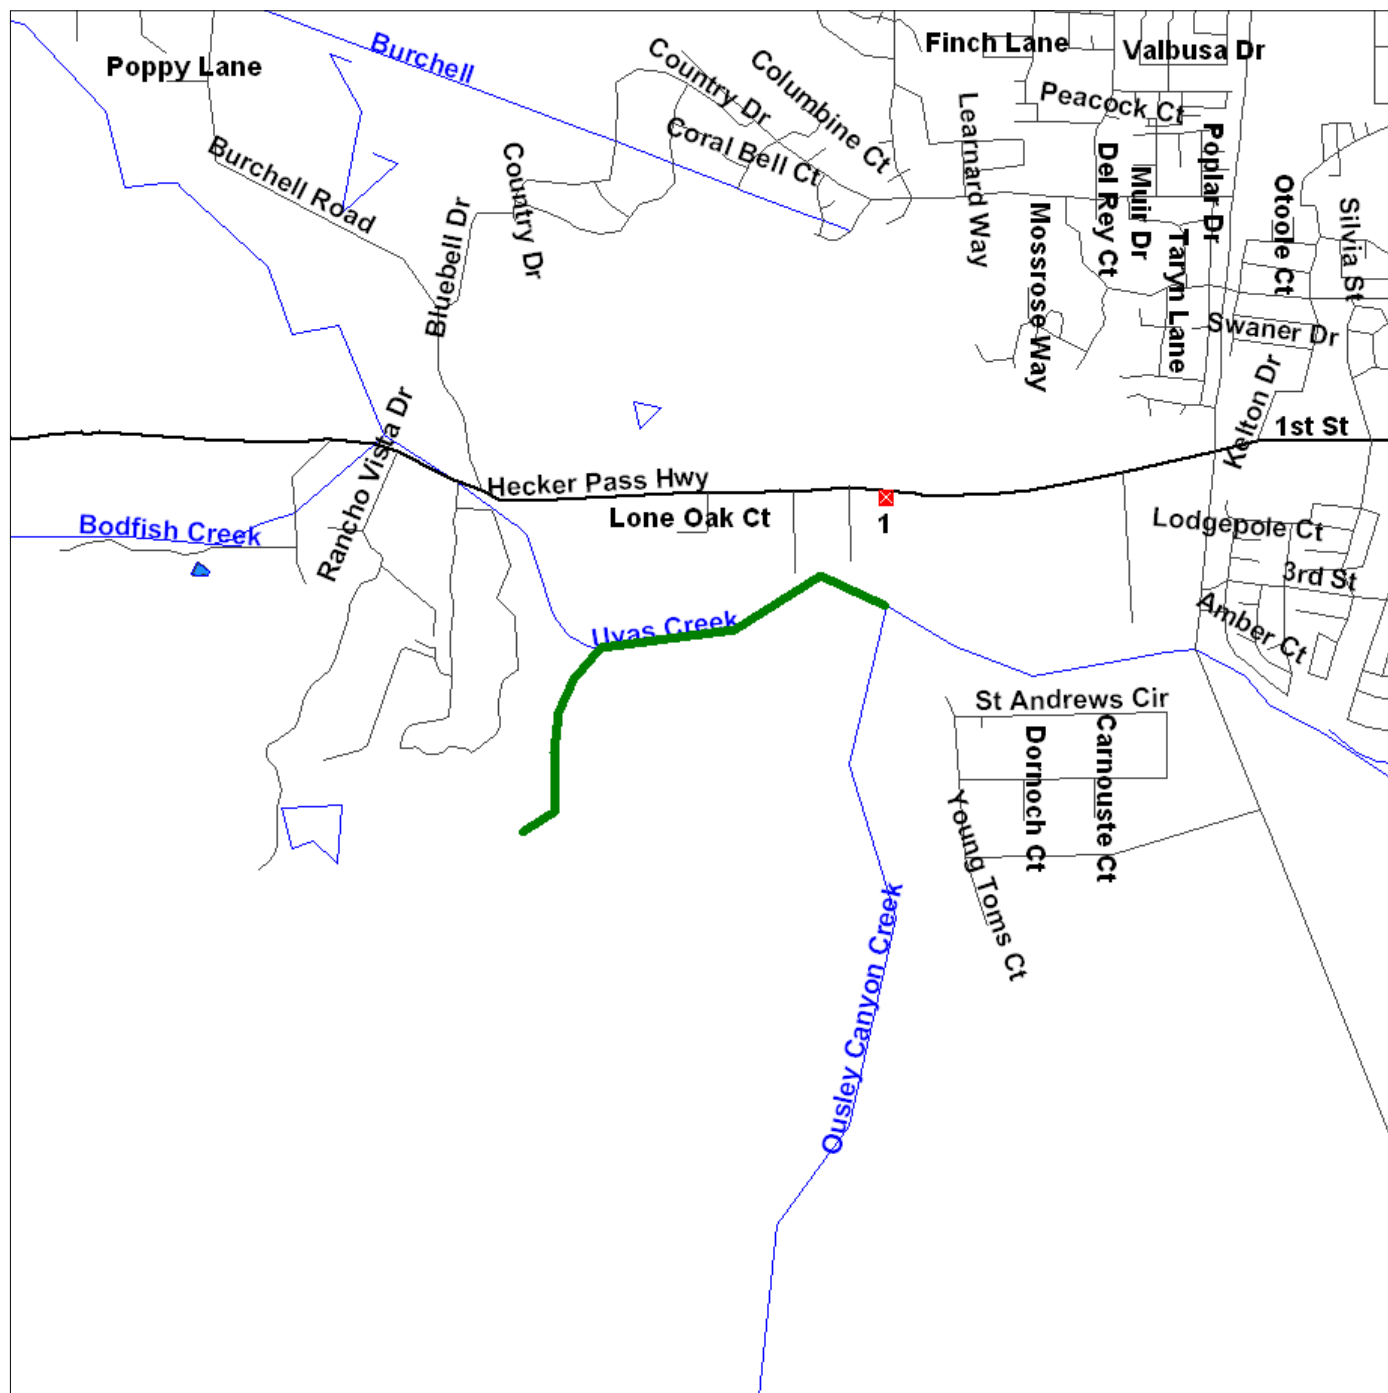 Finch Lane
Valbusa Dr
Burchell
Poppy Lane
Country Dr
Columbine Ct
Peacock Ct
Coral Bell Ct
Learnard Way
Poplar Dr
Del Rey Ct
Muir Dr
Burchell Road
Country Dr
Bluebell Dr
Mossrose Way
Taryn Lane
Otoole Ct
Silvia St
Swaner Dr
Kelton Dr
1st St
Rancho Vista Dr
Hecker Pass Hwy
Lone Oak Ct
1
Bodfish Creek
Lodgepole Ct
3rd St
Amber Ct
Uvas Creek
St Andrews Cir
Dornoch Ct
Carnouste Ct
Young Toms Ct
Ousley Canyon Creek